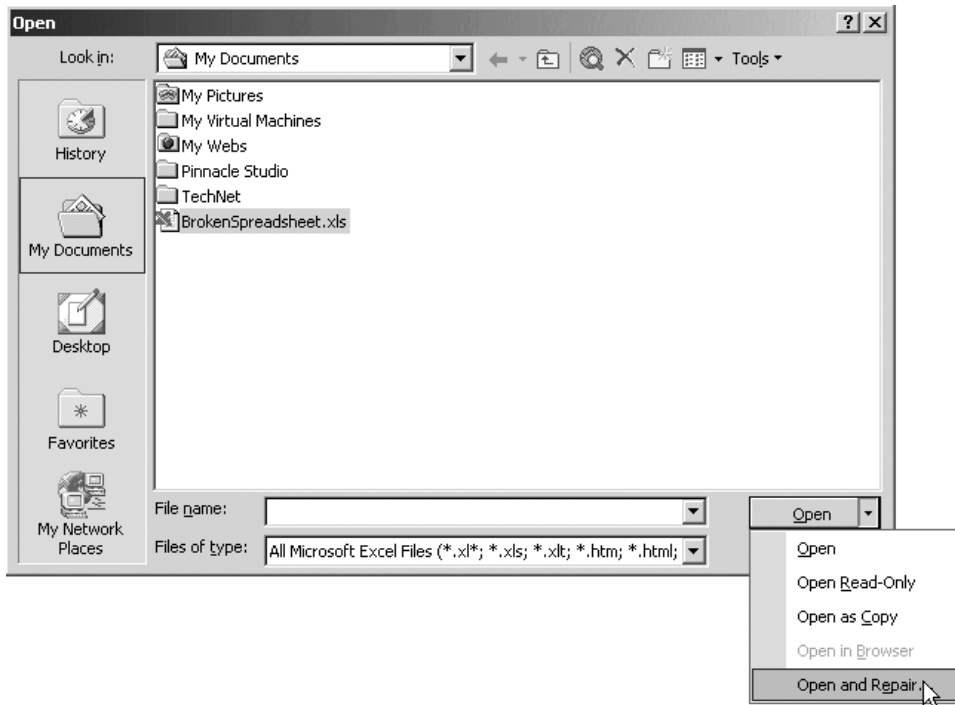 Open
Look in:
My Documents
Tools
My Pictures
My Virtual Machines
My Webs
Pinnacle Studio
TechNet
BrokenSpreadsheet.xls
History
My Documents
Desktop
Favorites
My Network
Places
File name:
Open
Files of type:
All Microsoft Excel Files (*.xl*; *.xls; *.xlt; *.htm; *.html;
Open
Open Read-Only
Open as Copy
Open in Browser
Open and Repair...